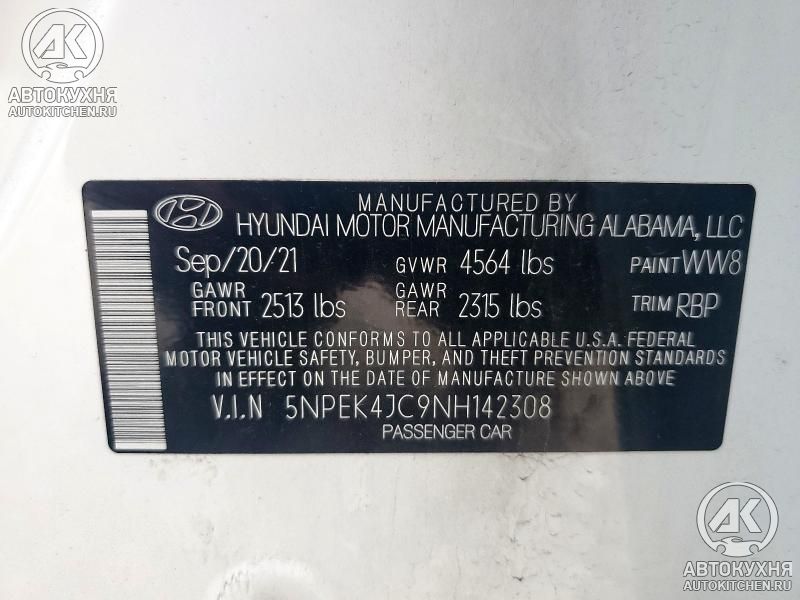 АК
АВТОКУХНЯ
AUTOKITCHEN.RU
MANUFACTURED BY
HYUNDAI MOTOR MANUFACTURING ALABAMA, LLC
Sep/20/21 GVWR 4564 lbs PAINT WW8
GAWR FRONT 2513 lbs GAWR REAR 2315 lbs TRIM RBP
THIS VEHICLE CONFORMS TO ALL APPLICABLE U.S.A. FEDERAL
MOTOR VEHICLE SAFETY, BUMPER, AND THEFT PREVENTION STANDARDS
IN EFFECT ON THE DATE OF MANUFACTURE SHOWN ABOVE
V.I.N 5NPEK4JC9NH142308
PASSENGER CAR
АК
АВТОКУХНЯ
AUTOKITCHEN.RU